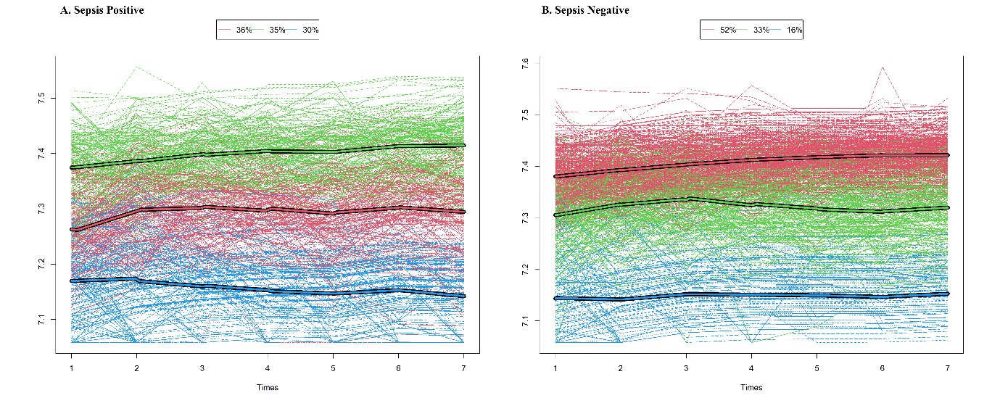 A. Sepsis Positive
36% 35% 30%
7.5
7.4
7.3
7.2
7.1
1 2 3 4 5 6 7
Times
B. Sepsis Negative
52% 33% 16%
7.6
7.5
7.4
7.3
7.2
7.1
1 2 3 4 5 6 7
Times